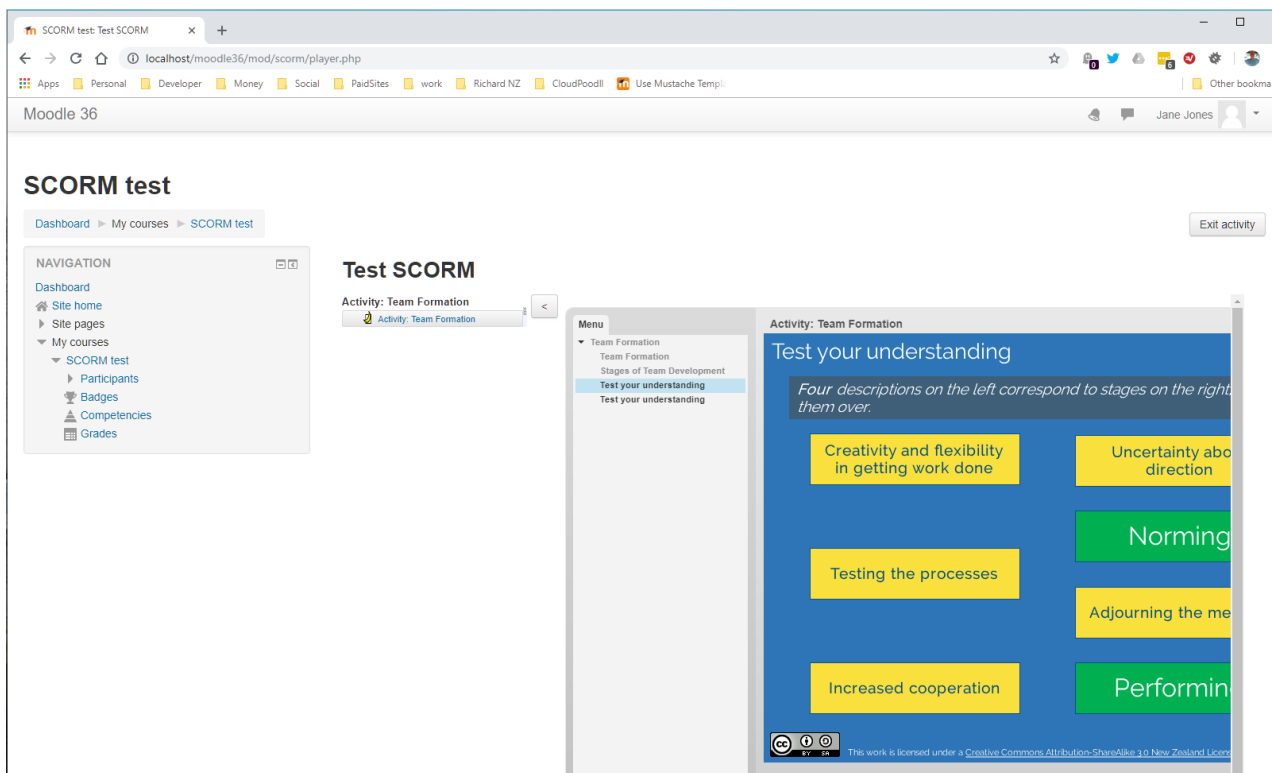 SCORM test: Test SCORM
localhost/moodle36/mod/scorm/player.php
0
6
Apps Personal Developer Money Social PaidSites work Richard NZ CloudPoodll Use Mustache Templ
Other bookma
Moodle 36
Jane Jones
SCORM test
Dashboard My courses SCORM test
Exit activity
NAVIGATION
Dashboard
Site home
Site pages
My courses
SCORM test
Participants
Badges
Competencies
Grades
Test SCORM
Activity: Team Formation
Activity: Team Formation
<
Menu
Team Formation
Team Formation
Stages of Team Development
Test your understanding
Test your understanding
Activity: Team Formation
Test your understanding
Four descriptions on the left correspond to stages on the right,
them over.
Creativity and flexibility
in getting work done
Uncertainty abo
direction
Norming
Testing the processes
Adjourning the me
Increased cooperation
Performin
cc BY SA
This work is licensed under a Creative Commons Attribution-ShareAlike 3.0 New Zealand Licen